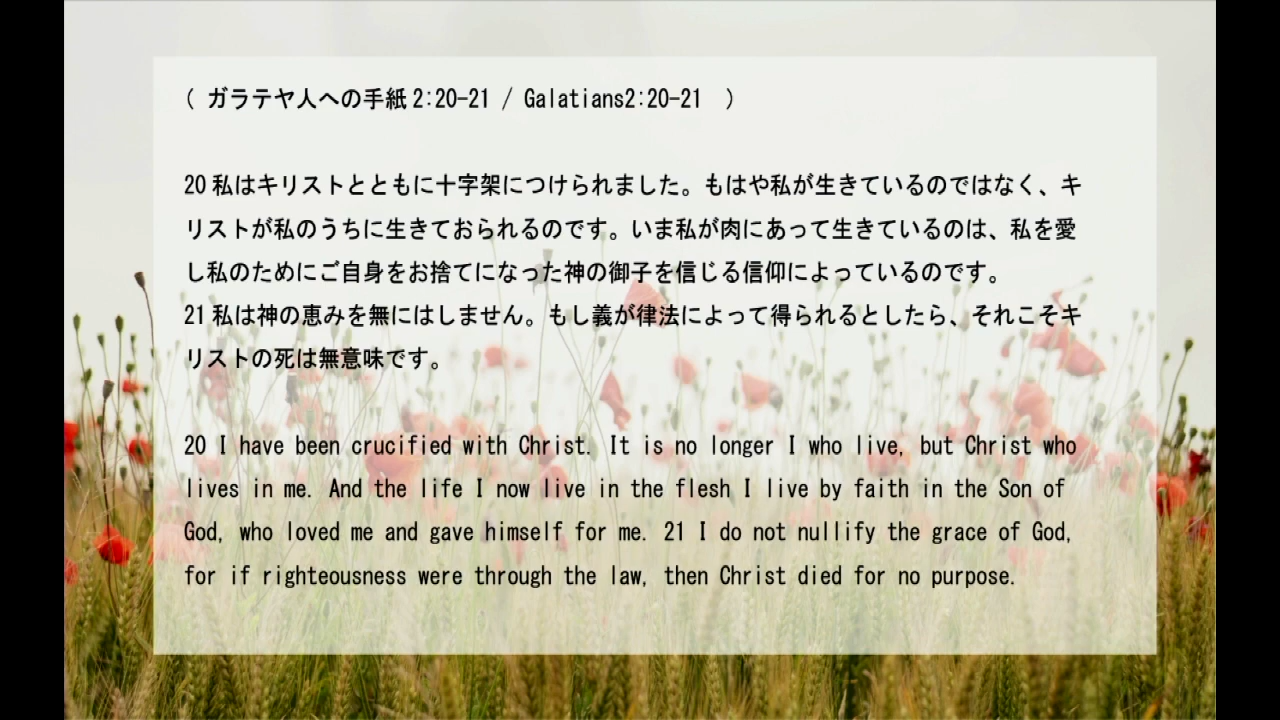 ( ガラテヤ人への手紙2:20-21 / Galatians2:20-21 )
20 私はキリストとともに十字架につけられました。もはや私が生きているのではなく、キ
リストが私のうちに生きておられるのです。いま私が肉にあって生きているのは、私を愛
し私のためにご自身をお捨てになった神の御子を信じる信仰によっているのです。
21 私は神の恵みを無にはしません。もし義が律法によって得られるとしたら、それこそキ
リストの死は無意味です。
20 I have been crucified with Christ. It is no longer I who live, but Christ who
lives in me. And the life I now live in the flesh I live by faith in the Son of
God, who loved me and gave himself for me. 21 I do not nullify the grace of God,
for if righteousness were through the law, then Christ died for no purpose.